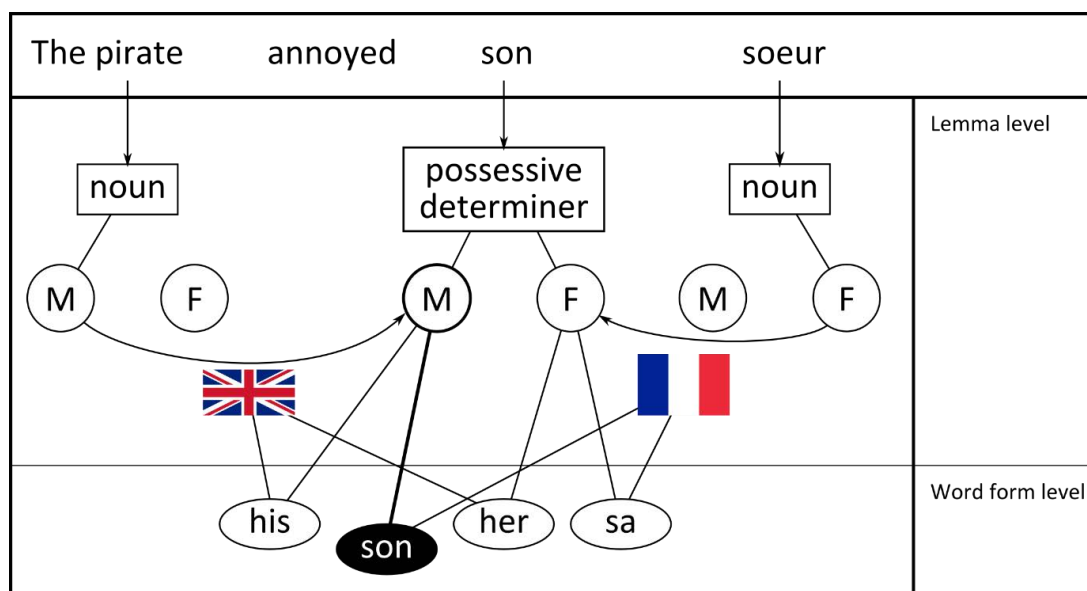 The pirate annoyed son soeur
Lemma level
noun possessive determiner noun
M F M F M F
Word form level
his son her sa